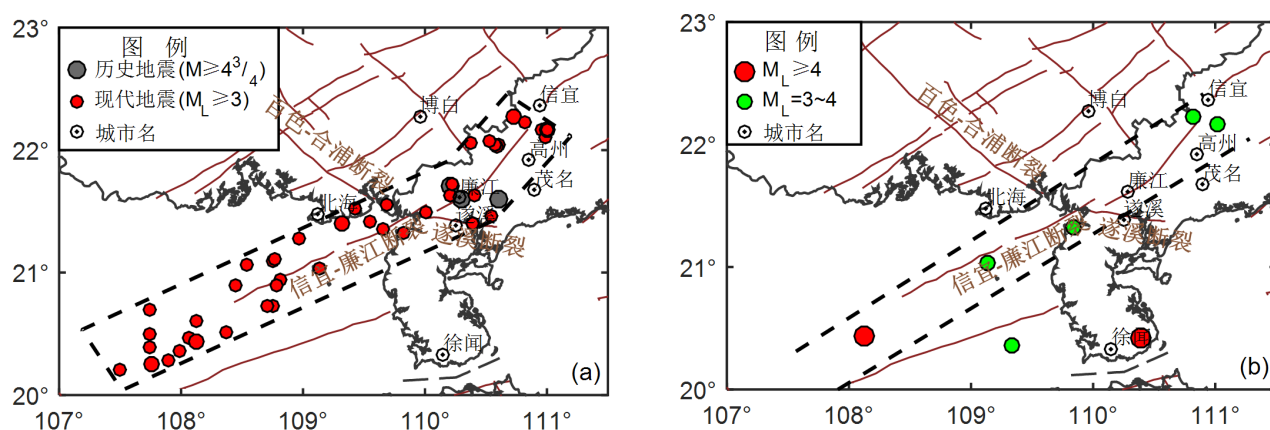 23°
22°
21°
20°
107°
108°
109°
110°
111°
图 例
历史地震(M≥4³/₄)
现代地震(M_L≥3)
城市名
百色-合浦断裂
博白
信宜
高州
茂名
廉江
遂溪
北海
遂溪断裂
信宜-廉江断裂
徐闻
(a)
23°
22°
21°
20°
107°
108°
109°
110°
111°
图 例
M_L≥4
M_L=3~4
城市名
百色-合浦断裂
博白
信宜
高州
茂名
廉江
遂溪
北海
遂溪断裂
信宜-廉江断裂
徐闻
(b)